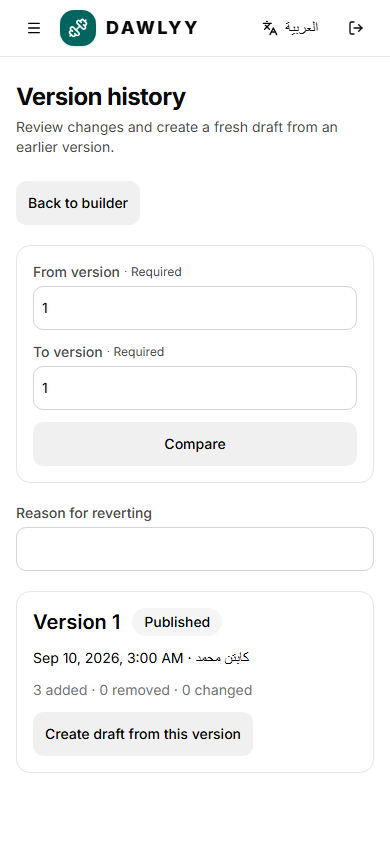 DAWLYY
العربية
Version history
Review changes and create a fresh draft from an
earlier version.
Back to builder
From version · Required
1
To version · Required
1
Compare
Reason for reverting
Version 1 Published
Sep 10, 2026, 3:00 AM · كابتن محمد
3 added · 0 removed · 0 changed
Create draft from this version